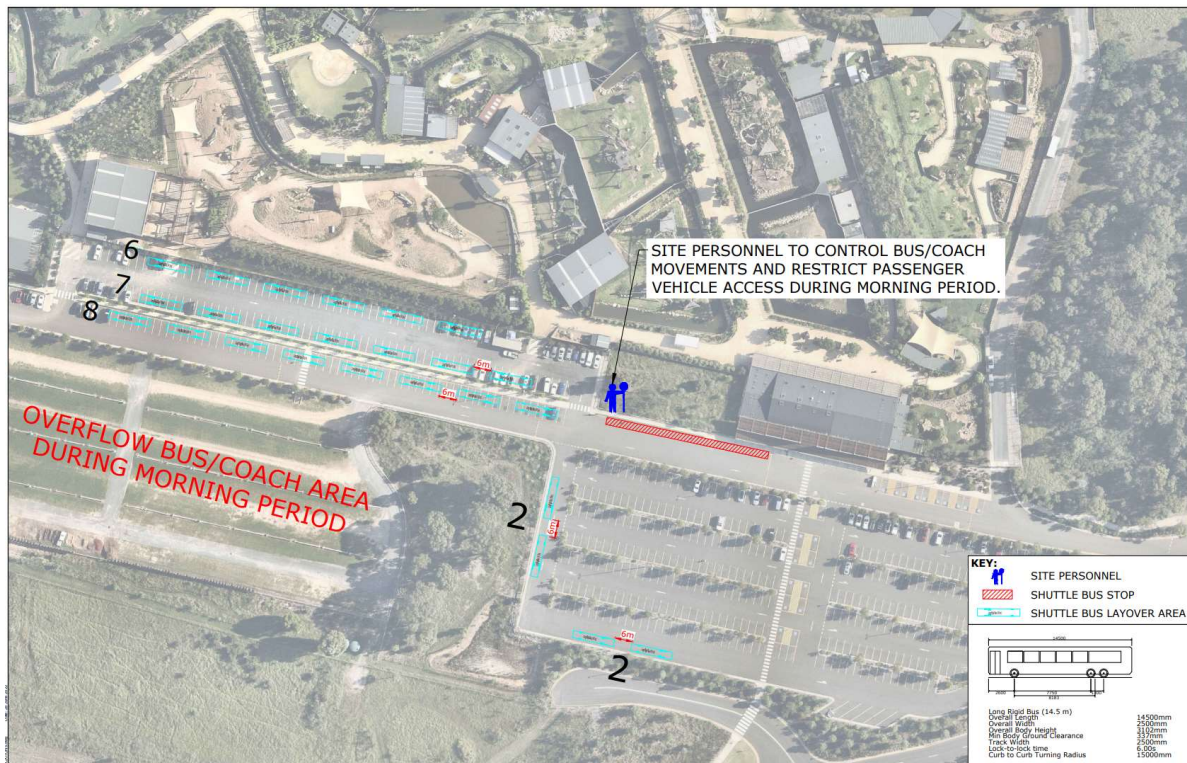 6
7
8
SITE PERSONNEL TO CONTROL BUS/COACH
MOVEMENTS AND RESTRICT PASSENGER
VEHICLE ACCESS DURING MORNING PERIOD.
6m
6m
OVERFLOW BUS/COACH AREA
DURING MORNING PERIOD
2
6m
6m
2
KEY:
SITE PERSONNEL
SHUTTLE BUS STOP
SHUTTLE BUS LAYOVER AREA
14500
7750
Long Rigid Bus (14.5 m)
Overall Length 14500mm
Overall Width 2500mm
Overall Body Height 3102mm
Min Body Ground Clearance 337mm
Track Width 2500mm
Lock-to-lock time 6.00s
Curb to Curb Turning Radius 15000mm